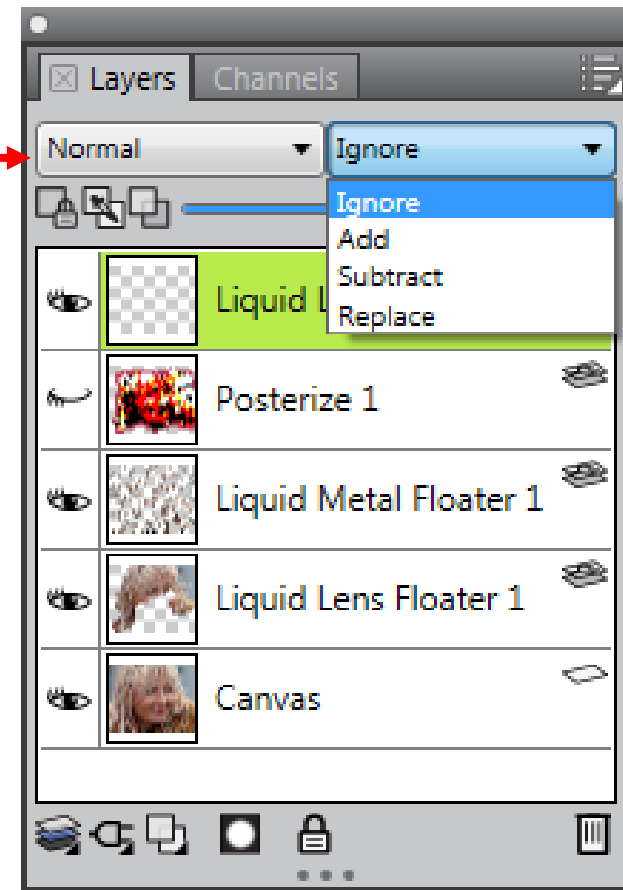 Layers Channels
Normal Ignore
Ignore
Add
Subtract
Replace
Liquid
Posterize 1
Liquid Metal Floater 1
Liquid Lens Floater 1
Canvas